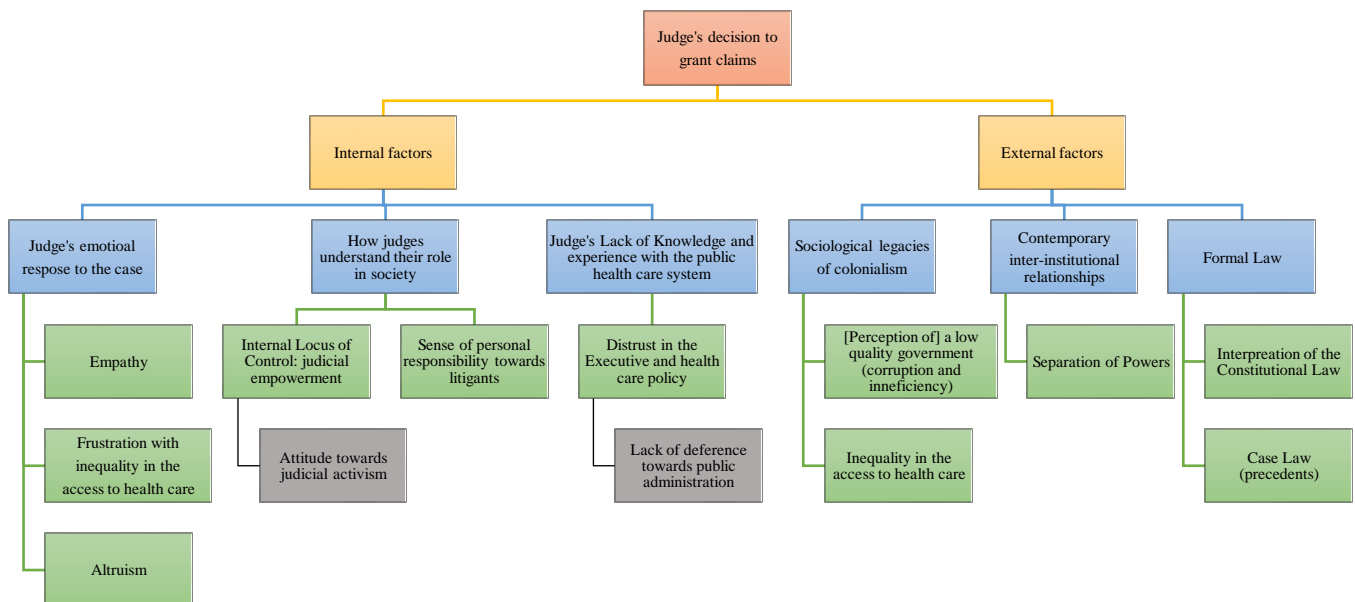 Judge's decision to
grant claims
Internal factors
External factors
Judge's emotioal
respose to the case
How judges
understand their role
in society
Judge's Lack of Knowledge and
experience with the public
health care system
Sociological legacies
of colonialism
Contemporary
inter-institutional
relationships
Formal Law
Empathy
Internal Locus of
Control: judicial
empowerment
Sense of personal
responsibility towards
litigants
Distrust in the
Executive and health
care policy
[Perception of] a low
quality government
(corruption and
inneficiency)
Separation of Powers
Interpreation of the
Constitutional Law
Frustration with
inequality in the
access to health care
Attitude towards
judicial activism
Lack of deference
towards public
administration
Inequality in the
access to health care
Case Law
(precedents)
Altruism